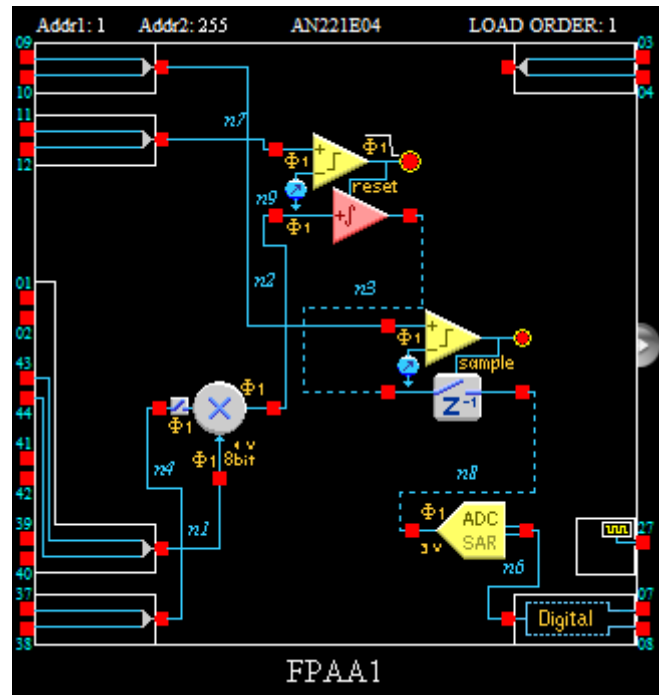 Addr1: 1 Addr2: 255 AN221E04 LOAD ORDER: 1
09
03
10
04
11
n7
Φ1
Φ1
+
12
reset
n9
Φ1
+∫
01
n2
n3
02
Φ1
+
43
sample
Φ1
Z-1
44
Φ1
4 V
41
n4
Φ1 8bit
n8
42
39
n1
Φ1
ADC
27
3 V
SAR
40
n6
37
07
Digital
38
08
FPAA1